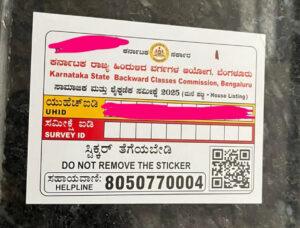 ಕರ್ನಾಟಕ ಸರ್ಕಾರ
ಕರ್ನಾಟಕ ರಾಜ್ಯ ಹಿಂದುಳಿದ ವರ್ಗಗಳ ಆಯೋಗ, ಬೆಂಗಳೂರು
Karnataka State Backward Classes Commission, Bengaluru
ಸಾಮಾಜಿಕ ಮತ್ತು ಶೈಕ್ಷಣಿಕ ಸಮೀಕ್ಷೆ 2025 (ಮನೆ ಪಟ್ಟಿ - House Listing)
ಯುಹೆಚ್ಐಡಿ
UHID
ಸಮೀಕ್ಷೆ ಐಡಿ
SURVEY ID
ಸ್ಟಿಕ್ಕರ್ ತೆಗೆಯಬೇಡಿ
DO NOT REMOVE THE STICKER
ಸಹಾಯವಾಣಿ:
HELPLINE 8050770004